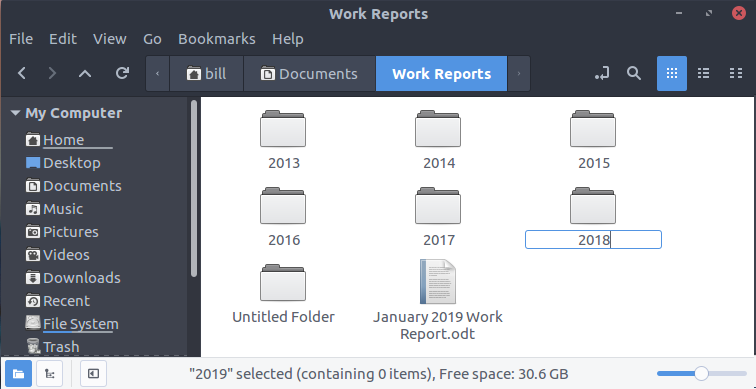 Work Reports
File Edit View Go Bookmarks Help
bill Documents Work Reports
My Computer
Home
Desktop
Documents
Music
Pictures
Videos
Downloads
Recent
File System
Trash
2013 2014 2015
2016 2017 2018
Untitled Folder
January 2019 Work
Report.odt
"2019" selected (containing 0 items), Free space: 30.6 GB